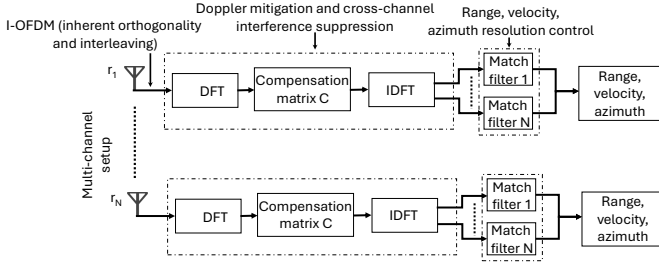 Doppler mitigation and cross-channel
interference suppression
Range, velocity,
azimuth resolution control
I-OFDM (inherent orthogonality
and interleaving)
r1
DFT
Compensation
matrix C
IDFT
Match
filter 1
Match
filter N
Range,
velocity,
azimuth
Multi-channel
setup
rN
DFT
Compensation
matrix C
IDFT
Match
filter 1
Match
filter N
Range,
velocity,
azimuth